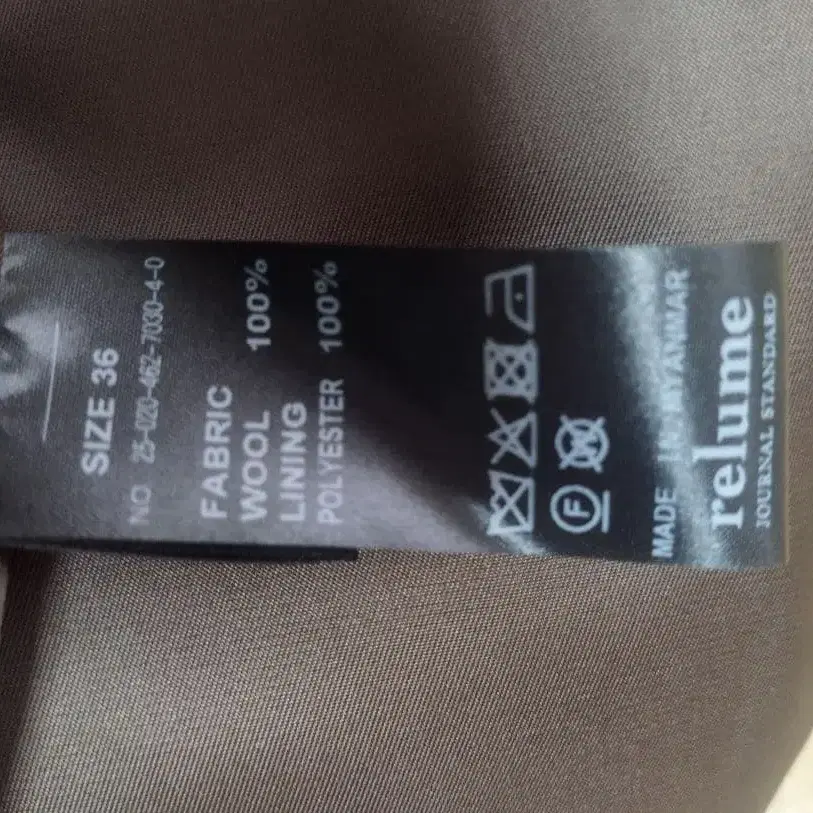 SIZE 36
NO 25-020-462-7030-4-0
FABRIC
WOOL 100%
LINING
POLYESTER 100%
F W
MADE IN MYANMAR
relume
JOURNAL STANDARD